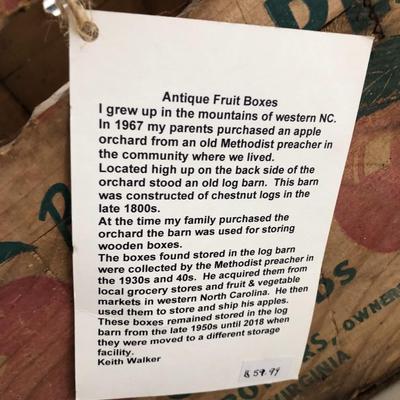 Antique Fruit Boxes
I grew up in the mountains of western NC.
In 1967 my parents purchased an apple
orchard from an old Methodist preacher in
the community where we lived.
Located high up on the back side of the
orchard stood an old log barn. This barn
was constructed of chestnut logs in the
late 1800s.
At the time my family purchased the
orchard the barn was used for storing
wooden boxes.
The boxes found stored in the log barn
were collected by the Methodist preacher in
the 1930s and 40s. He acquired them from
local grocery stores and fruit & vegetable
markets in western North Carolina. He then
used them to store and ship his apples.
These boxes remained stored in the log
barn from the late 1950s until 2018 when
they were moved to a different storage
facility.
Keith Walker
$ 59.99
OWNERS
VIRGINIA